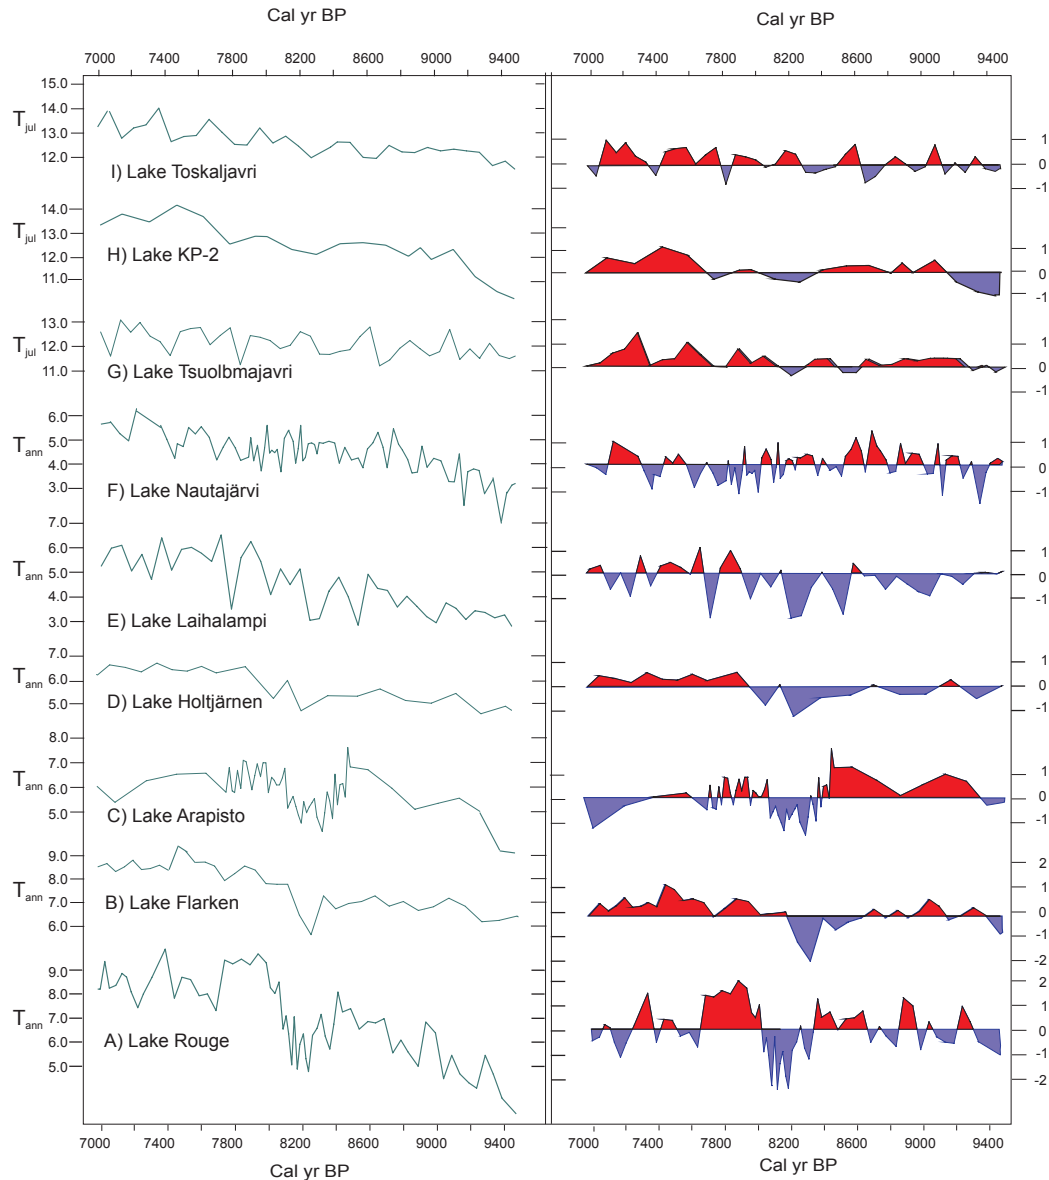 Cal yr BP
Cal yr BP
7000 7400 7800 8200 8600 9000 9400
7000 7400 7800 8200 8600 9000 9400
15.0
14.0
13.0
12.0
Tjul
I) Lake Toskaljavri
1
0
-1
14.0
13.0
12.0
11.0
Tjul
H) Lake KP-2
1
0
-1
13.0
12.0
11.0
Tjul
G) Lake Tsuolbmajavri
1
0
-1
6.0
5.0
4.0
3.0
Tann
F) Lake Nautajärvi
1
0
-1
7.0
6.0
5.0
4.0
3.0
Tann
E) Lake Laihalampi
1
0
-1
7.0
6.0
5.0
Tann
D) Lake Holtjärnen
1
0
-1
8.0
7.0
6.0
5.0
Tann
C) Lake Arapisto
1
0
-1
9.0
8.0
7.0
6.0
Tann
B) Lake Flarken
2
1
0
-1
-2
9.0
8.0
7.0
6.0
5.0
Tann
A) Lake Rouge
2
1
0
-1
-2
7000 7400 7800 8200 8600 9000 9400
7000 7400 7800 8200 8600 9000 9400
Cal yr BP
Cal yr BP